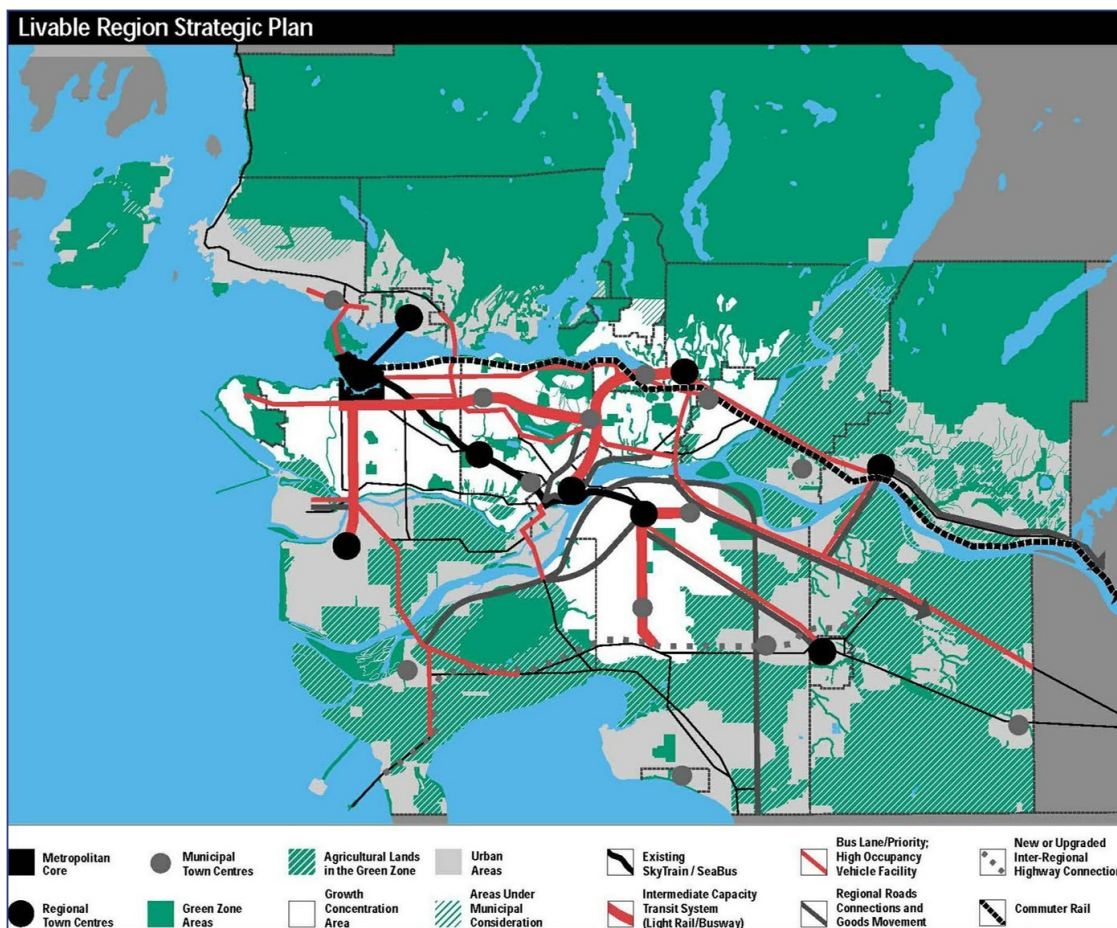 Livable Region Strategic Plan
Metropolitan
Core
Municipal
Town Centres
Agricultural Lands
in the Green Zone
Urban
Areas
Existing
SkyTrain / SeaBus
Bus Lane/Priority;
High Occupancy
Vehicle Facility
New or Upgraded
Inter-Regional
Highway Connection
Regional
Town Centres
Green Zone
Areas
Growth
Concentration
Area
Areas Under
Municipal
Consideration
Intermediate Capacity
Transit System
(Light Rail/Busway)
Regional Roads
Connections and
Goods Movement
Commuter Rail